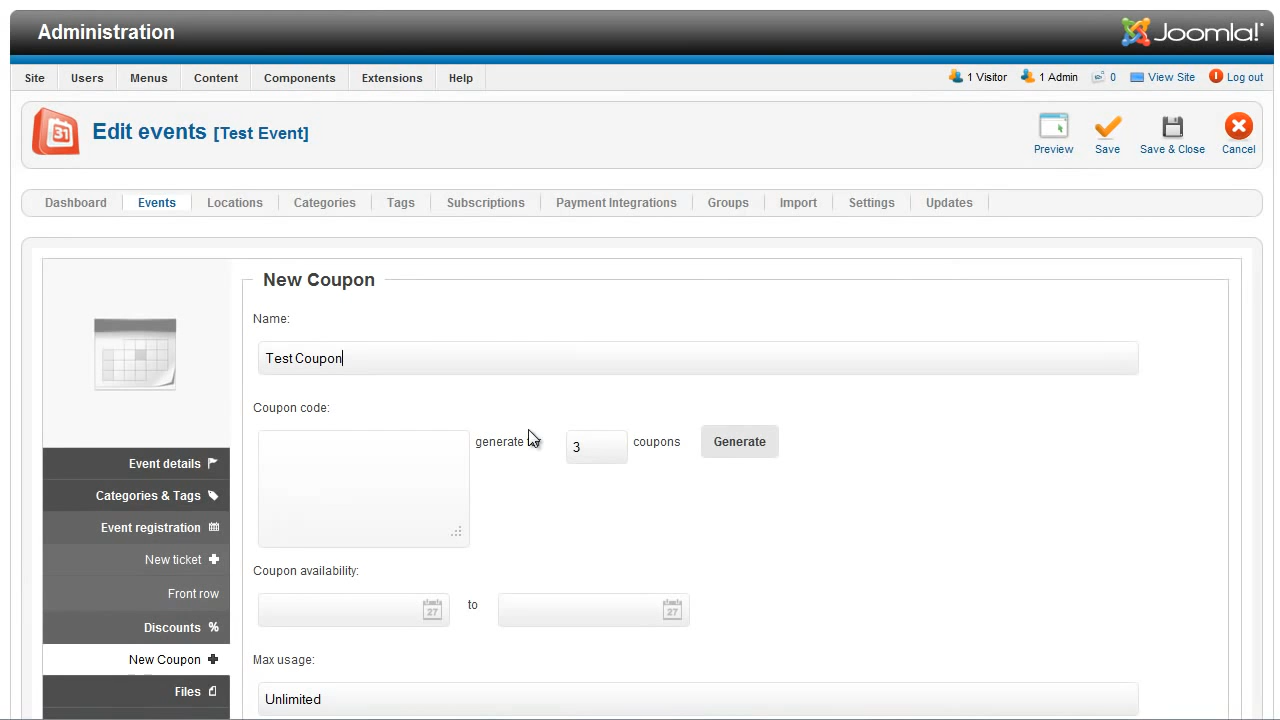 Administration
Joomla!
Site Users Menus Content Components Extensions Help
1 Visitor 1 Admin 0 View Site Log out
31
Edit events [Test Event]
Preview Save Save & Close Cancel
Dashboard Events Locations Categories Tags Subscriptions Payment Integrations Groups Import Settings Updates
New Coupon
Name:
Test Coupon
Coupon code:
generate
3
coupons
Generate
Coupon availability:
27
to
27
Max usage:
Unlimited
Event details
Categories & Tags
Event registration
New ticket
Front row
Discounts %
New Coupon
Files